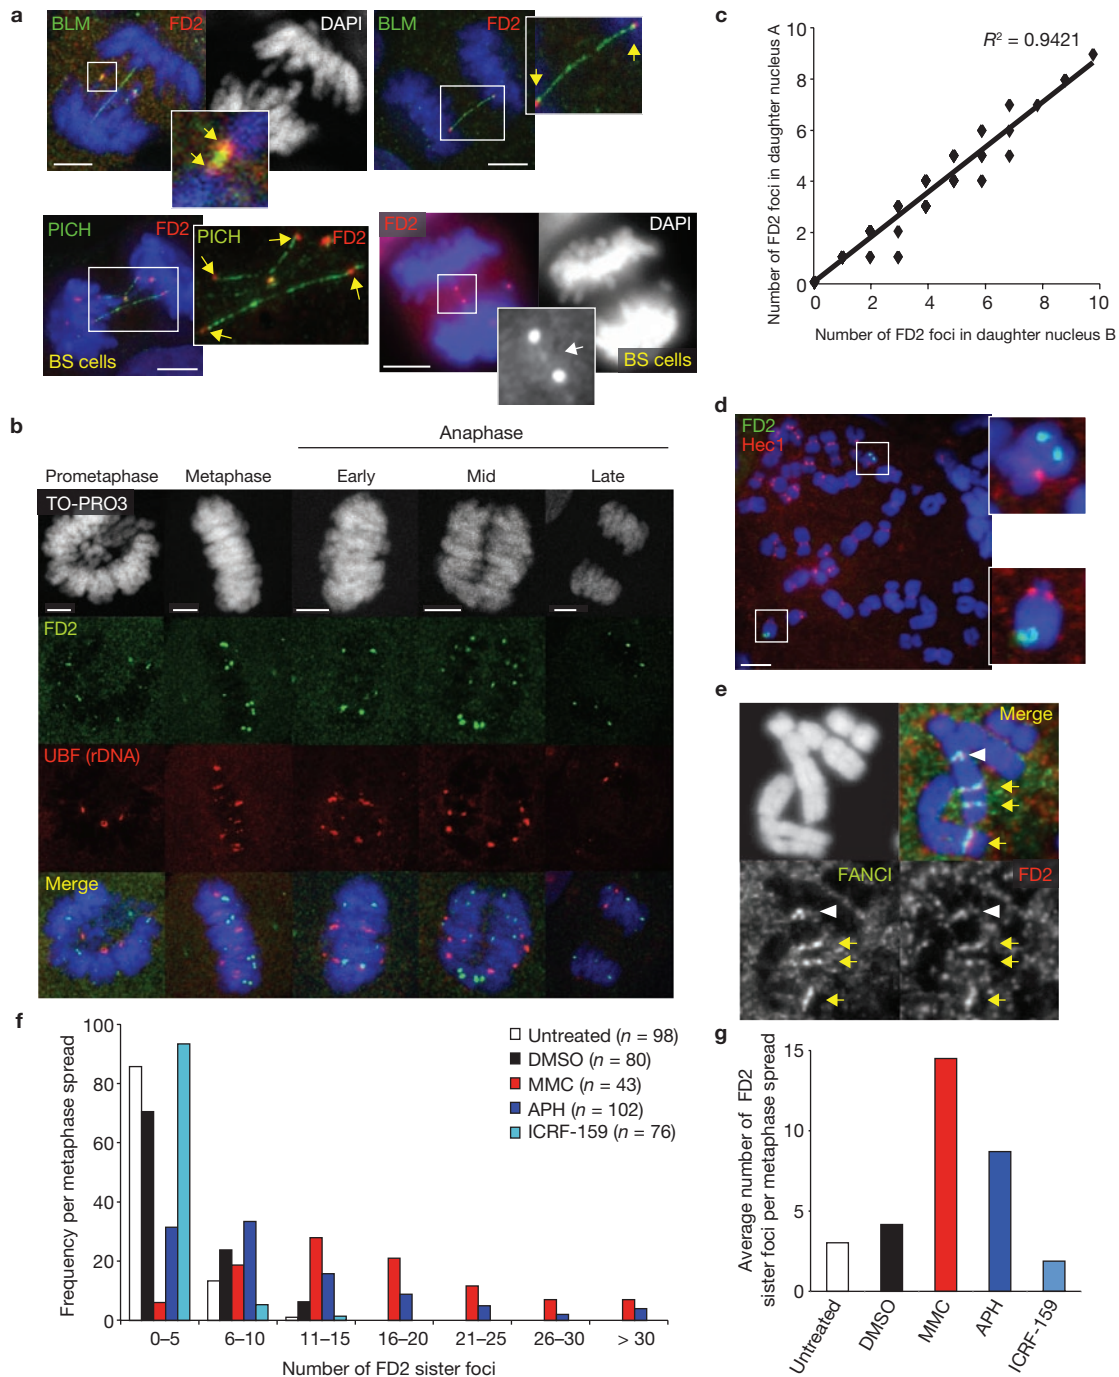 a
BLM FD2 DAPI
BLM FD2
PICH FD2
PICH FD2
BS cells
FD2 DAPI
BS cells
b
Anaphase
Prometaphase Metaphase Early Mid Late
TO-PRO3
FD2
UBF (rDNA)
Merge
c
R² = 0.9421
Number of FD2 foci in daughter nucleus A
10
8
6
4
2
0
0 2 4 6 8 10
Number of FD2 foci in daughter nucleus B
d
FD2
Hec1
e
Merge
FANCI
FD2
f
Frequency per metaphase spread
100
80
60
40
20
0
Untreated (n = 98)
DMSO (n = 80)
MMC (n = 43)
APH (n = 102)
ICRF-159 (n = 76)
0–5 6–10 11–15 16–20 21–25 26–30 > 30
Number of FD2 sister foci
g
Average number of FD2
sister foci per metaphase spread
15
10
5
0
Untreated
DMSO
MMC
APH
ICRF-159